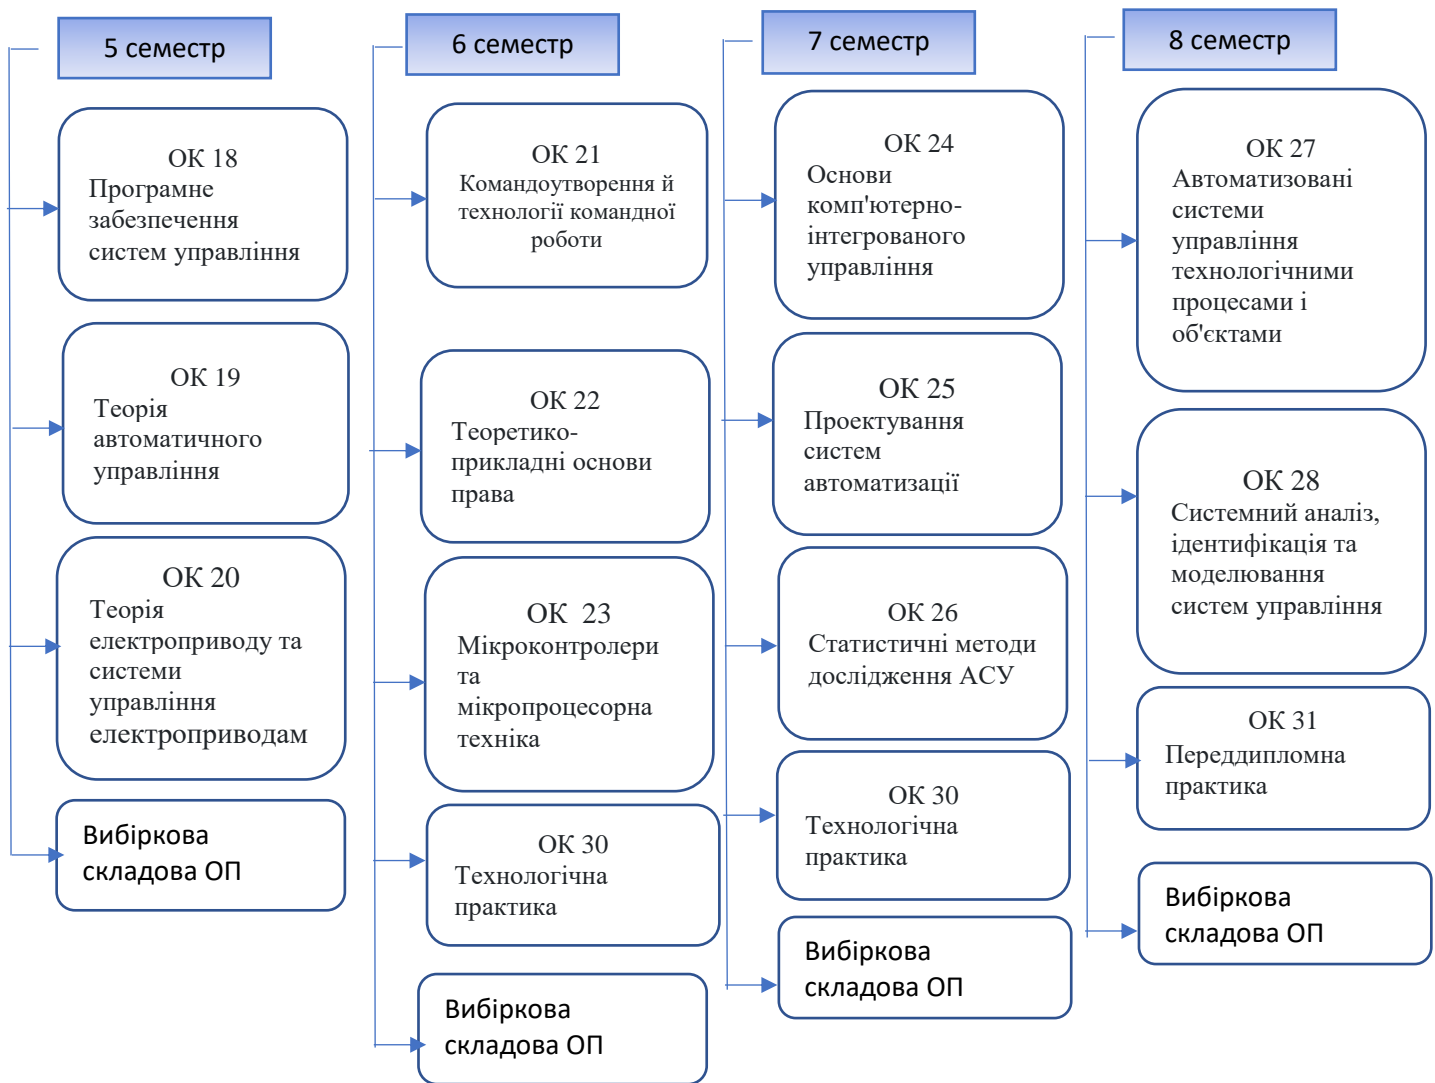 5 семестр
ОК 18
Програмне
забезпечення
систем управління
ОК 19
Теорія
автоматичного
управління
ОК 20
Теорія
електроприводу та
системи
управління
електроприводам
Вибіркова
складова ОП
6 семестр
ОК 21
Командоутворення й
технології командної
роботи
ОК 22
Теоретико-
прикладні основи
права
ОК 23
Мікроконтролери
та
мікропроцесорна
техніка
ОК 30
Технологічна
практика
Вибіркова
складова ОП
7 семестр
ОК 24
Основи
комп'ютерно-
інтегрованого
управління
ОК 25
Проектування
систем
автоматизації
ОК 26
Статистичні методи
дослідження АСУ
ОК 30
Технологічна
практика
Вибіркова
складова ОП
8 семестр
ОК 27
Автоматизовані
системи
управління
технологічними
процесами і
об'єктами
ОК 28
Системний аналіз,
ідентифікація та
моделювання
систем управління
ОК 31
Переддипломна
практика
Вибіркова
складова ОП